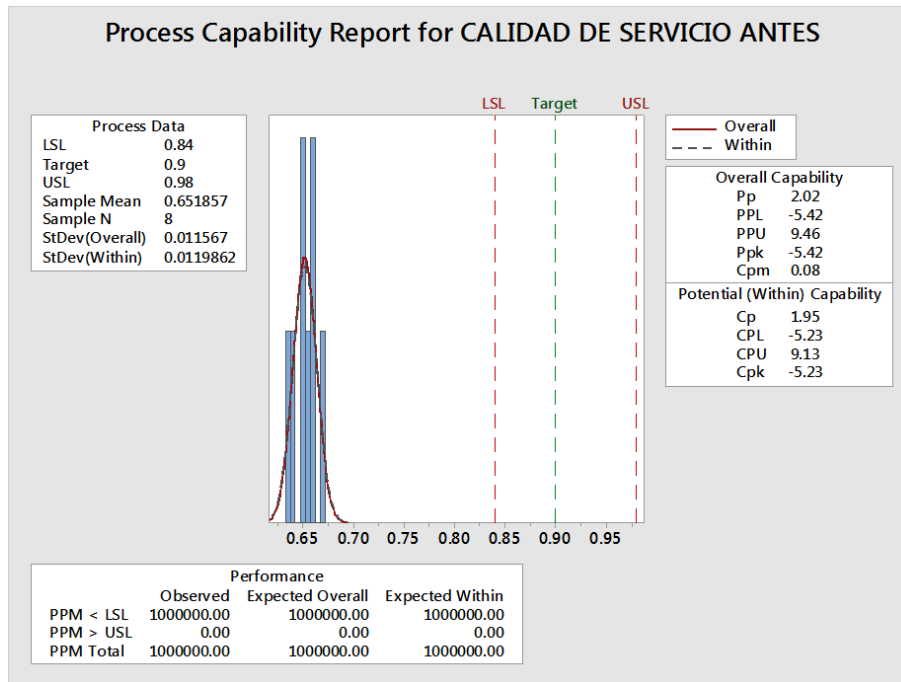 Process Capability Report for CALIDAD DE SERVICIO ANTES
LSL Target USL
Process Data
LSL 0.84
Target 0.9
USL 0.98
Sample Mean 0.651857
Sample N 8
StDev(Overall) 0.011567
StDev(Within) 0.0119862
Overall
Within
Overall Capability
Pp 2.02
PPL -5.42
PPU 9.46
Ppk -5.42
Cpm 0.08
Potential (Within) Capability
Cp 1.95
CPL -5.23
CPU 9.13
Cpk -5.23
0.65 0.70 0.75 0.80 0.85 0.90 0.95
Performance
Observed Expected Overall Expected Within
PPM < LSL 1000000.00 1000000.00 1000000.00
PPM > USL 0.00 0.00 0.00
PPM Total 1000000.00 1000000.00 1000000.00